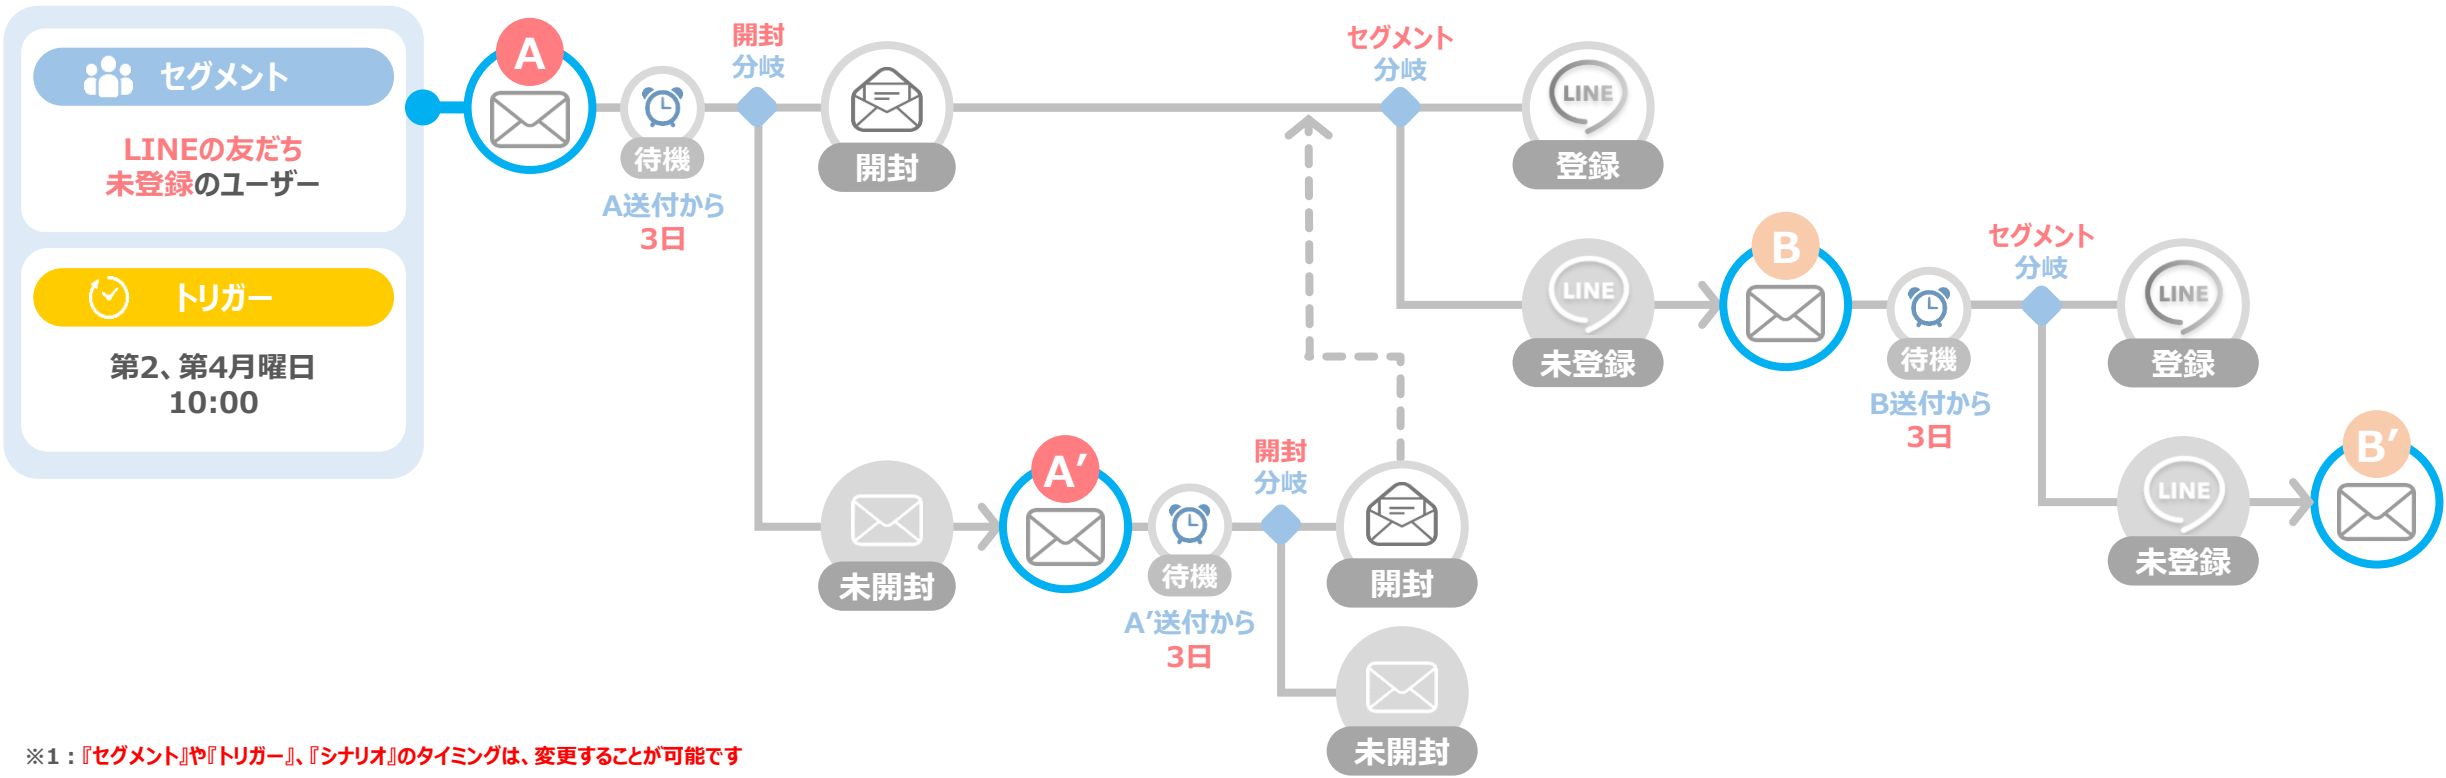 セグメント
LINEの友だち
未登録のユーザー
トリガー
第2、第4月曜日
10:00
A
待機
A送付から
3日
開封
分岐
開封
セグメント
分岐
LINE
登録
LINE
未登録
B
待機
B送付から
3日
セグメント
分岐
LINE
登録
LINE
未登録
B′
未開封
A′
待機
A′送付から
3日
開封
分岐
開封
未開封
※1：『セグメント』や『トリガー』、『シナリオ』のタイミングは、変更することが可能です